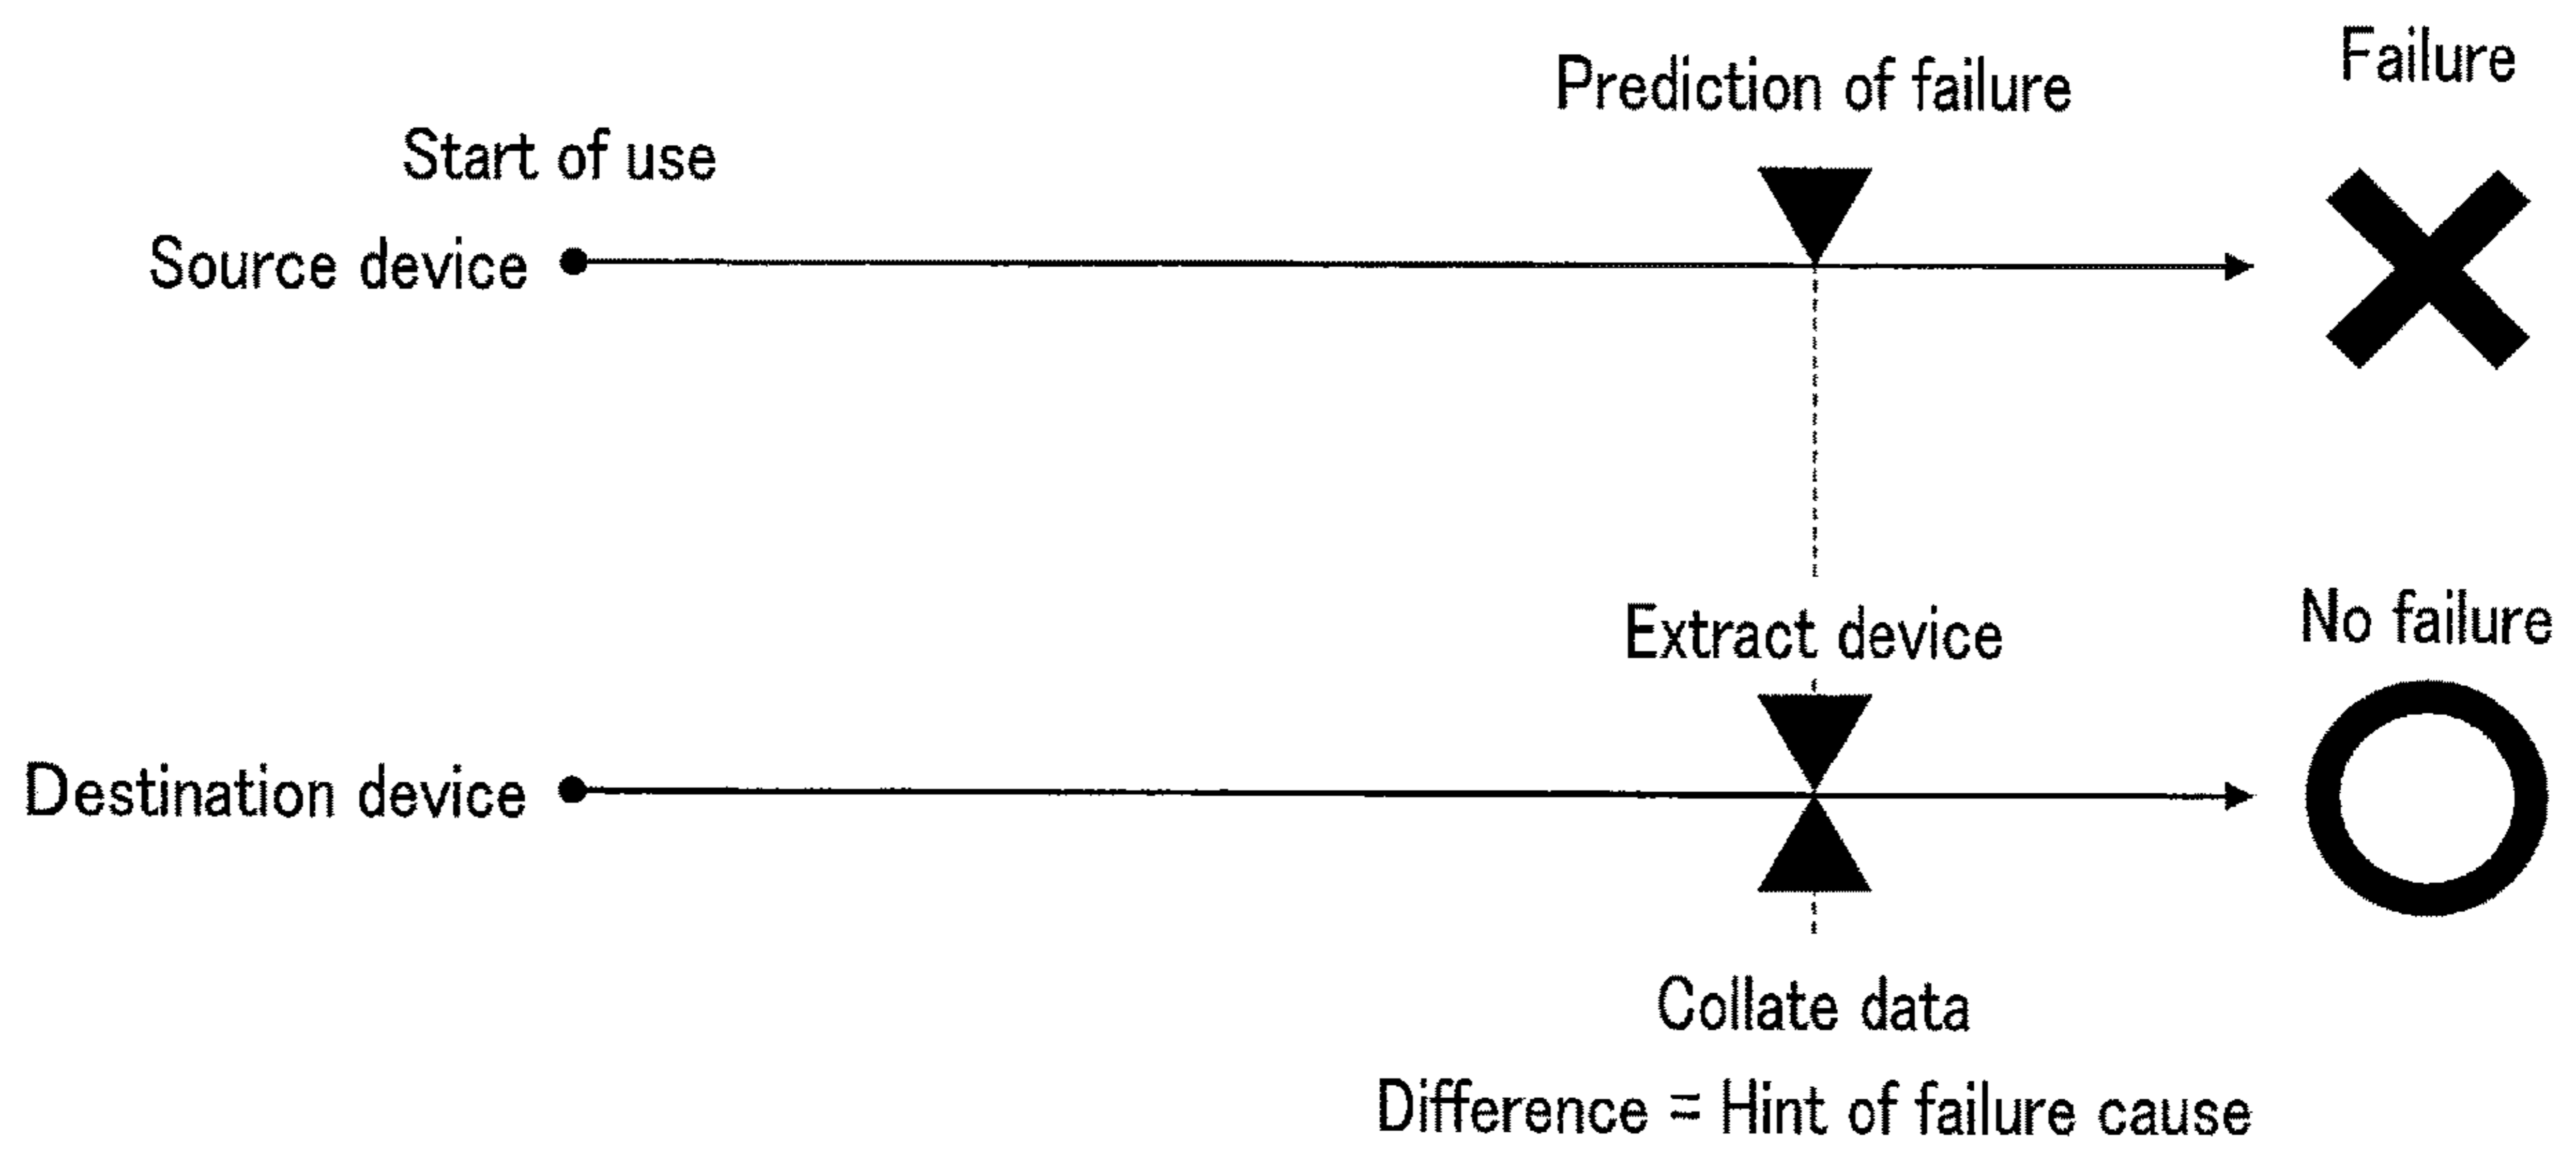 Failure
Prediction of failure
Start of use
Source device
No failure
Extract device
Destination device
Collate data
Difference = Hint of failure cause